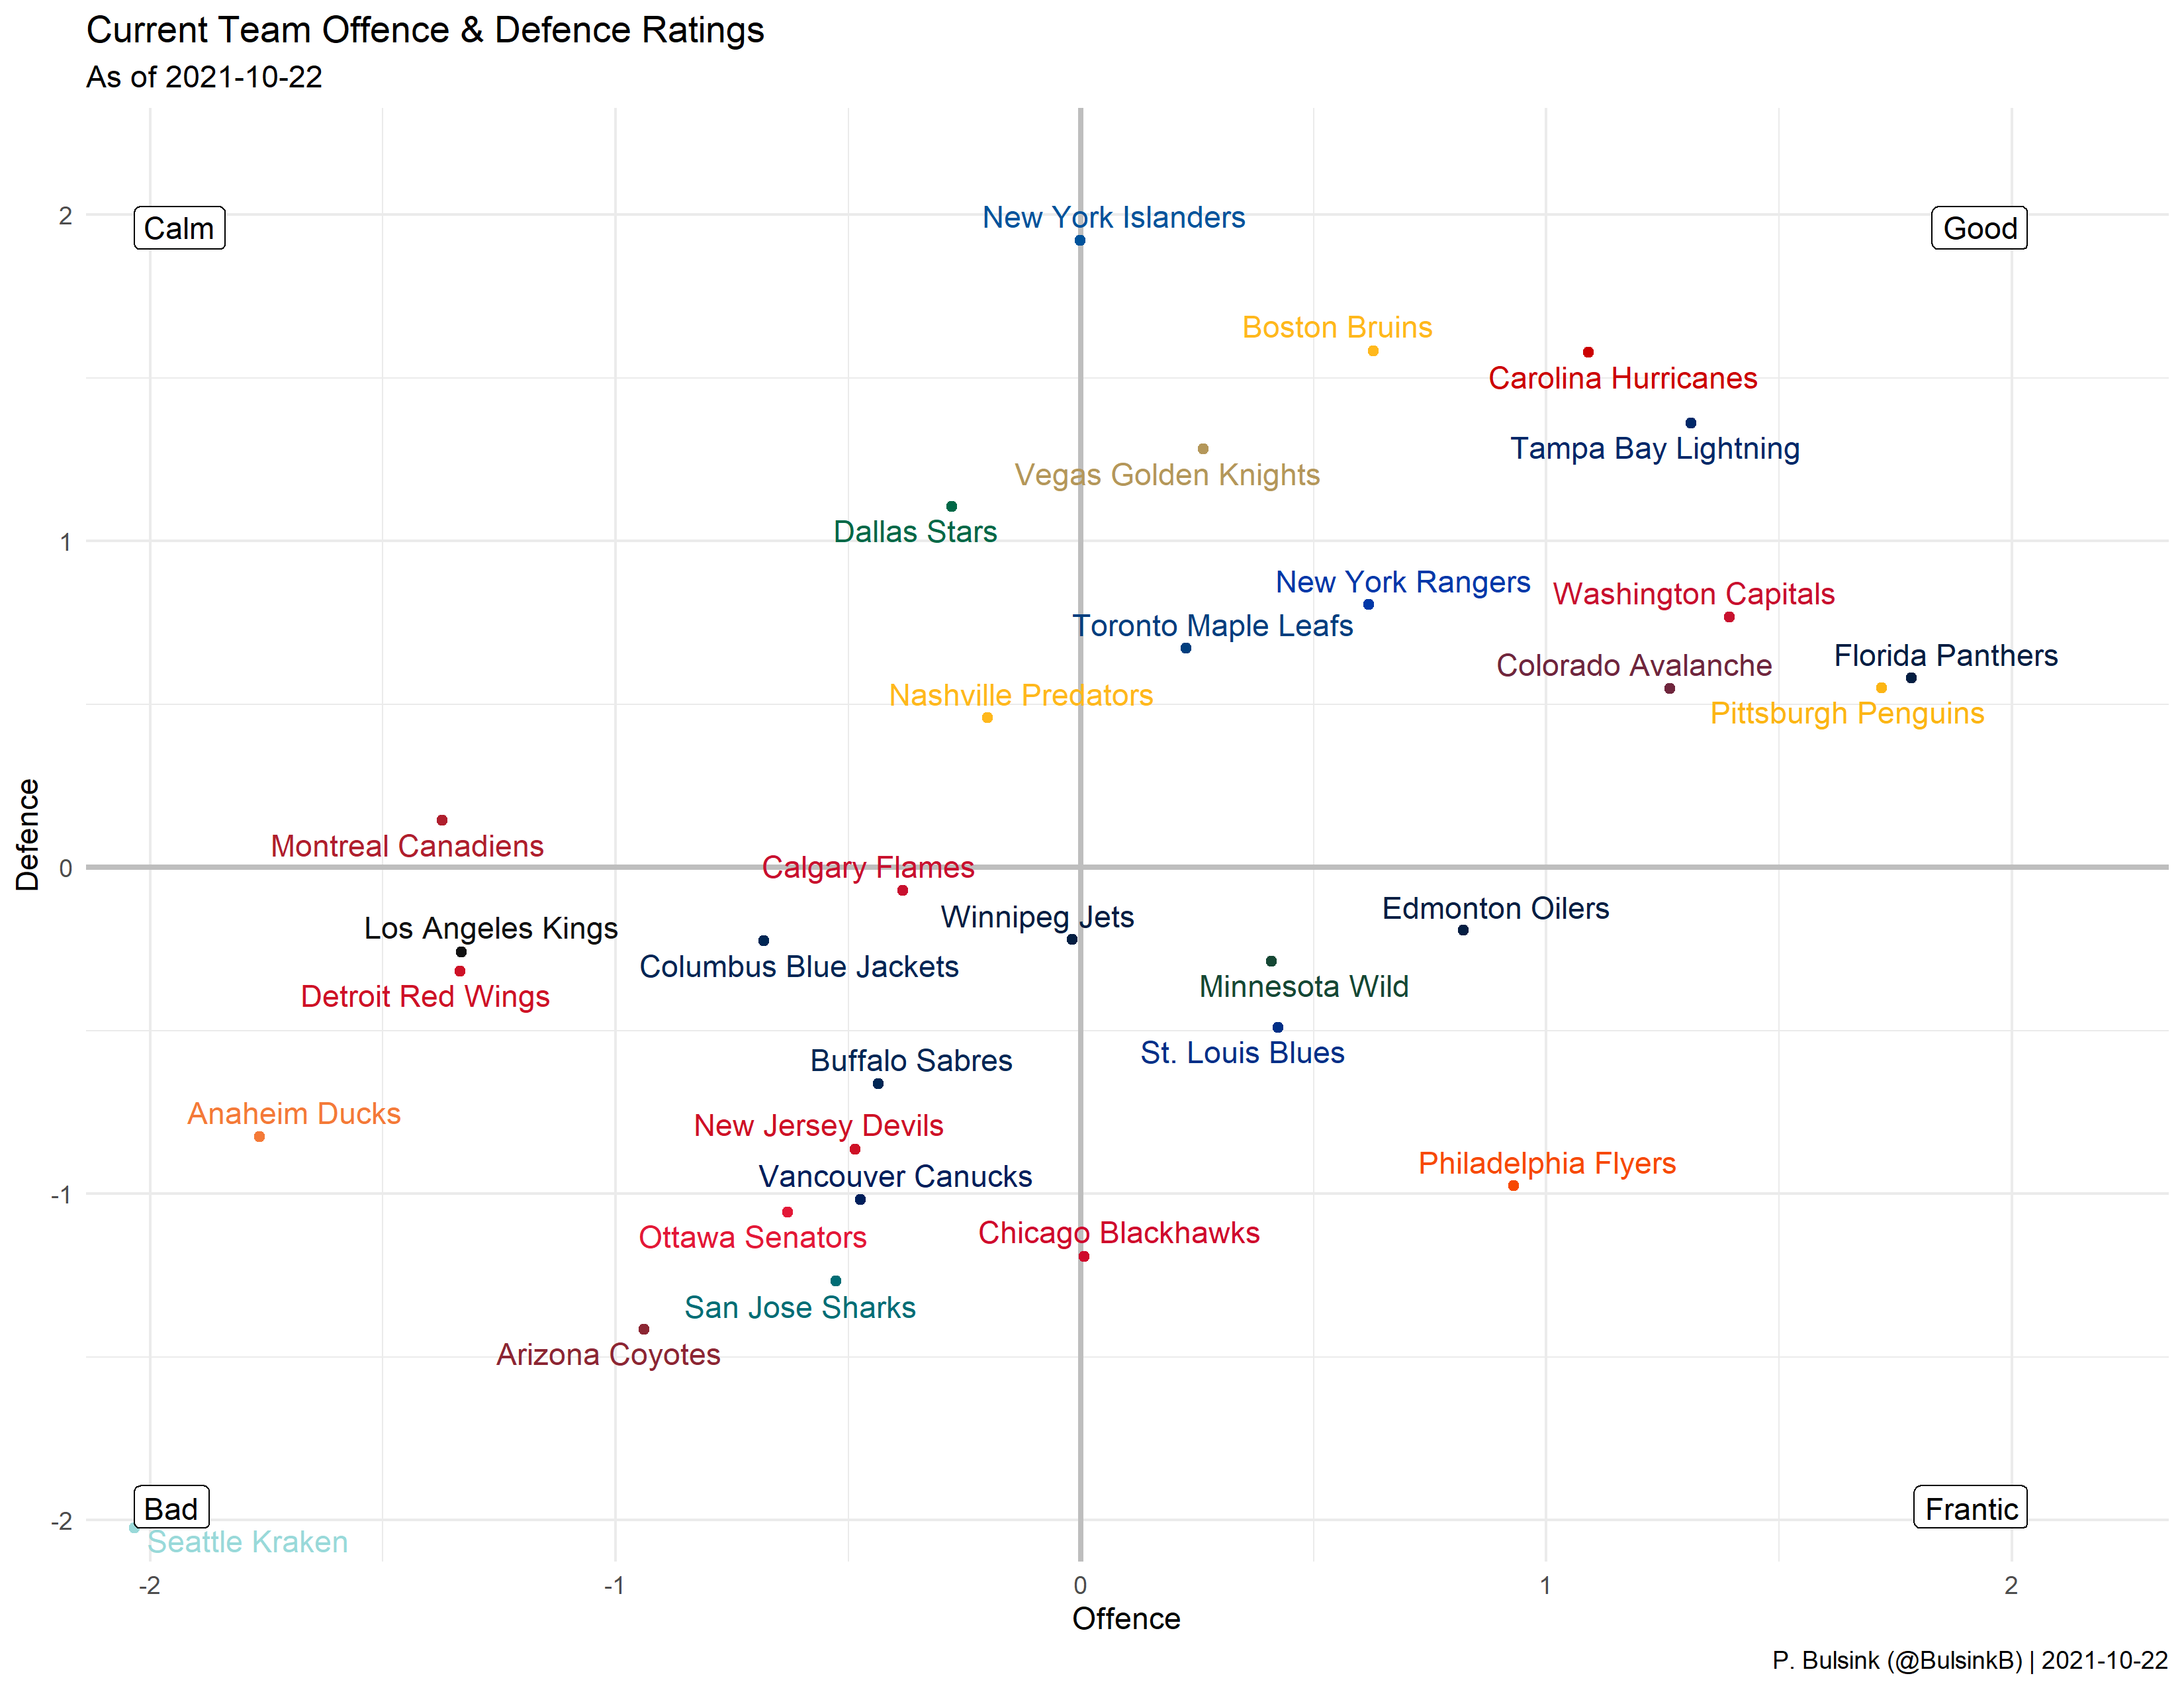 Current Team Offence & Defence Ratings
As of 2021-10-22
2
Calm
New York Islanders
Good
Boston Bruins
Carolina Hurricanes
Tampa Bay Lightning
Vegas Golden Knights
Dallas Stars
1
New York Rangers
Washington Capitals
Toronto Maple Leafs
Florida Panthers
Colorado Avalanche
Nashville Predators
Pittsburgh Penguins
Defence
Montreal Canadiens
0
Calgary Flames
Edmonton Oilers
Winnipeg Jets
Los Angeles Kings
Columbus Blue Jackets
Minnesota Wild
Detroit Red Wings
St. Louis Blues
Buffalo Sabres
Anaheim Ducks
New Jersey Devils
Philadelphia Flyers
Vancouver Canucks
-1
Chicago Blackhawks
Ottawa Senators
San Jose Sharks
Arizona Coyotes
Bad
Frantic
-2
Seattle Kraken
-2
-1
0
1
2
Offence
P. Bulsink (@BulsinkB) | 2021-10-22